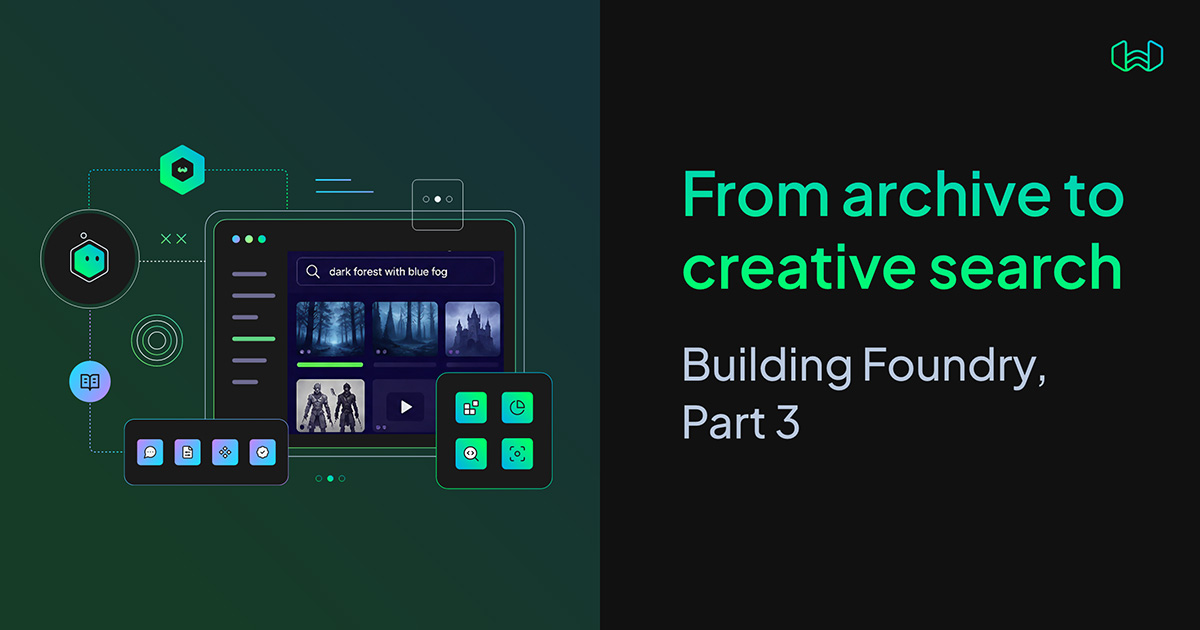 dark forest with blue fog
From archive to
creative search
Building Foundry,
Part 3